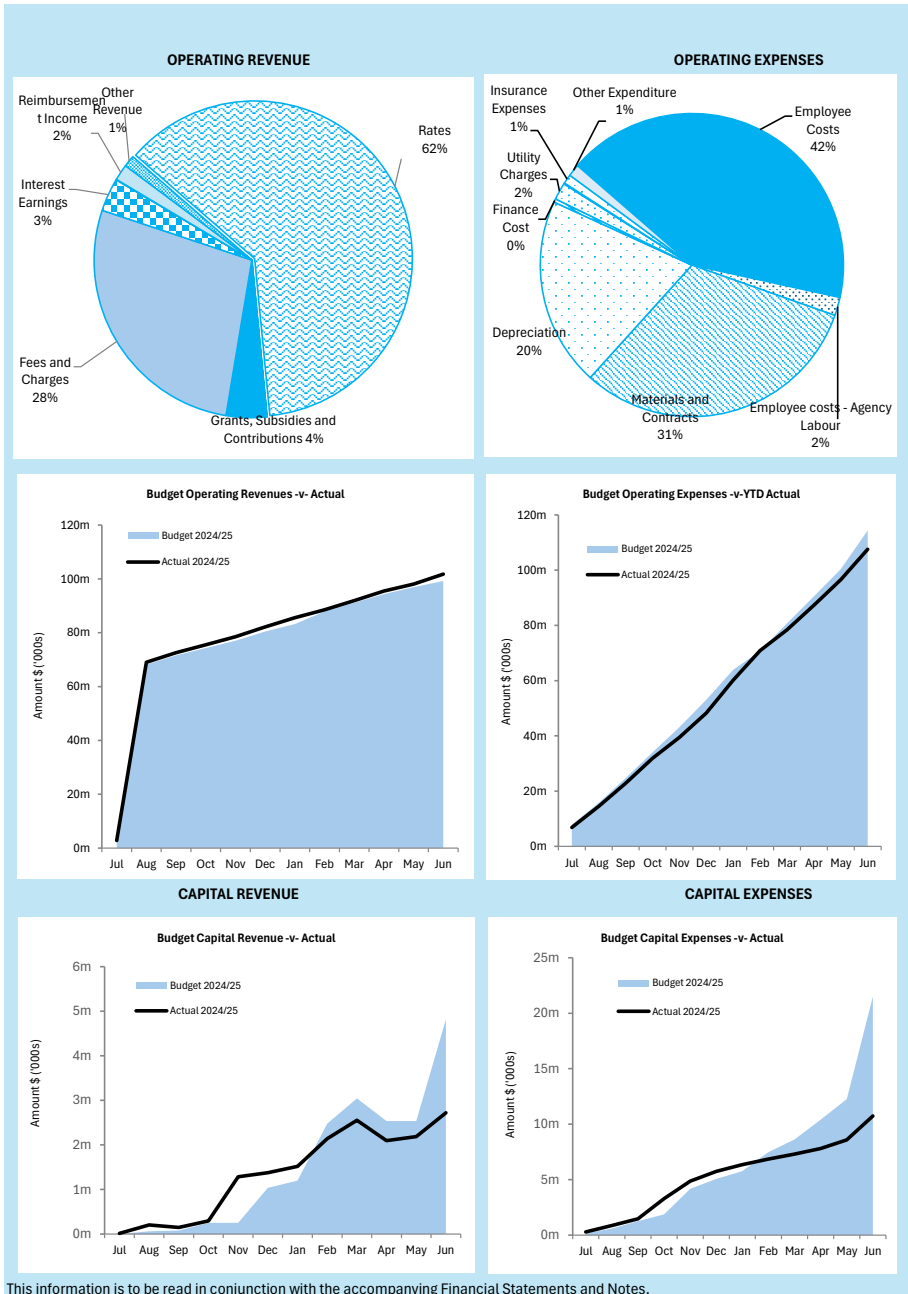 OPERATING REVENUE
OPERATING EXPENSES
Reimbursemen
t Income
2%
Other
Revenue
1%
Rates
62%
Interest
Earnings
3%
Fees and
Charges
28%
Grants, Subsidies and
Contributions 4%
Insurance
Expenses
1%
Other Expenditure
1%
Employee
Costs
42%
Utility
Charges
2%
Finance
Cost
0%
Depreciation
20%
Materials and
Contracts
31%
Employee costs - Agency
Labour
2%
Budget Operating Revenues -v- Actual
Budget 2024/25
Actual 2024/25
Amount $ ('000s)
120m
100m
80m
60m
40m
20m
0m
Jul Aug Sep Oct Nov Dec Jan Feb Mar Apr May Jun
Budget Operating Expenses -v-YTD Actual
Budget 2024/25
Actual 2024/25
Amount $ ('000s)
120m
100m
80m
60m
40m
20m
0m
Jul Aug Sep Oct Nov Dec Jan Feb Mar Apr May Jun
CAPITAL REVENUE
CAPITAL EXPENSES
Budget Capital Revenue -v- Actual
Budget 2024/25
Actual 2024/25
Amount $ ('000s)
6m
5m
4m
3m
2m
1m
0m
Jul Aug Sep Oct Nov Dec Jan Feb Mar Apr May Jun
Budget Capital Expenses -v- Actual
Budget 2024/25
Actual 2024/25
Amount $ ('000s)
25m
20m
15m
10m
5m
0m
Jul Aug Sep Oct Nov Dec Jan Feb Mar Apr May Jun
This information is to be read in conjunction with the accompanying Financial Statements and Notes.